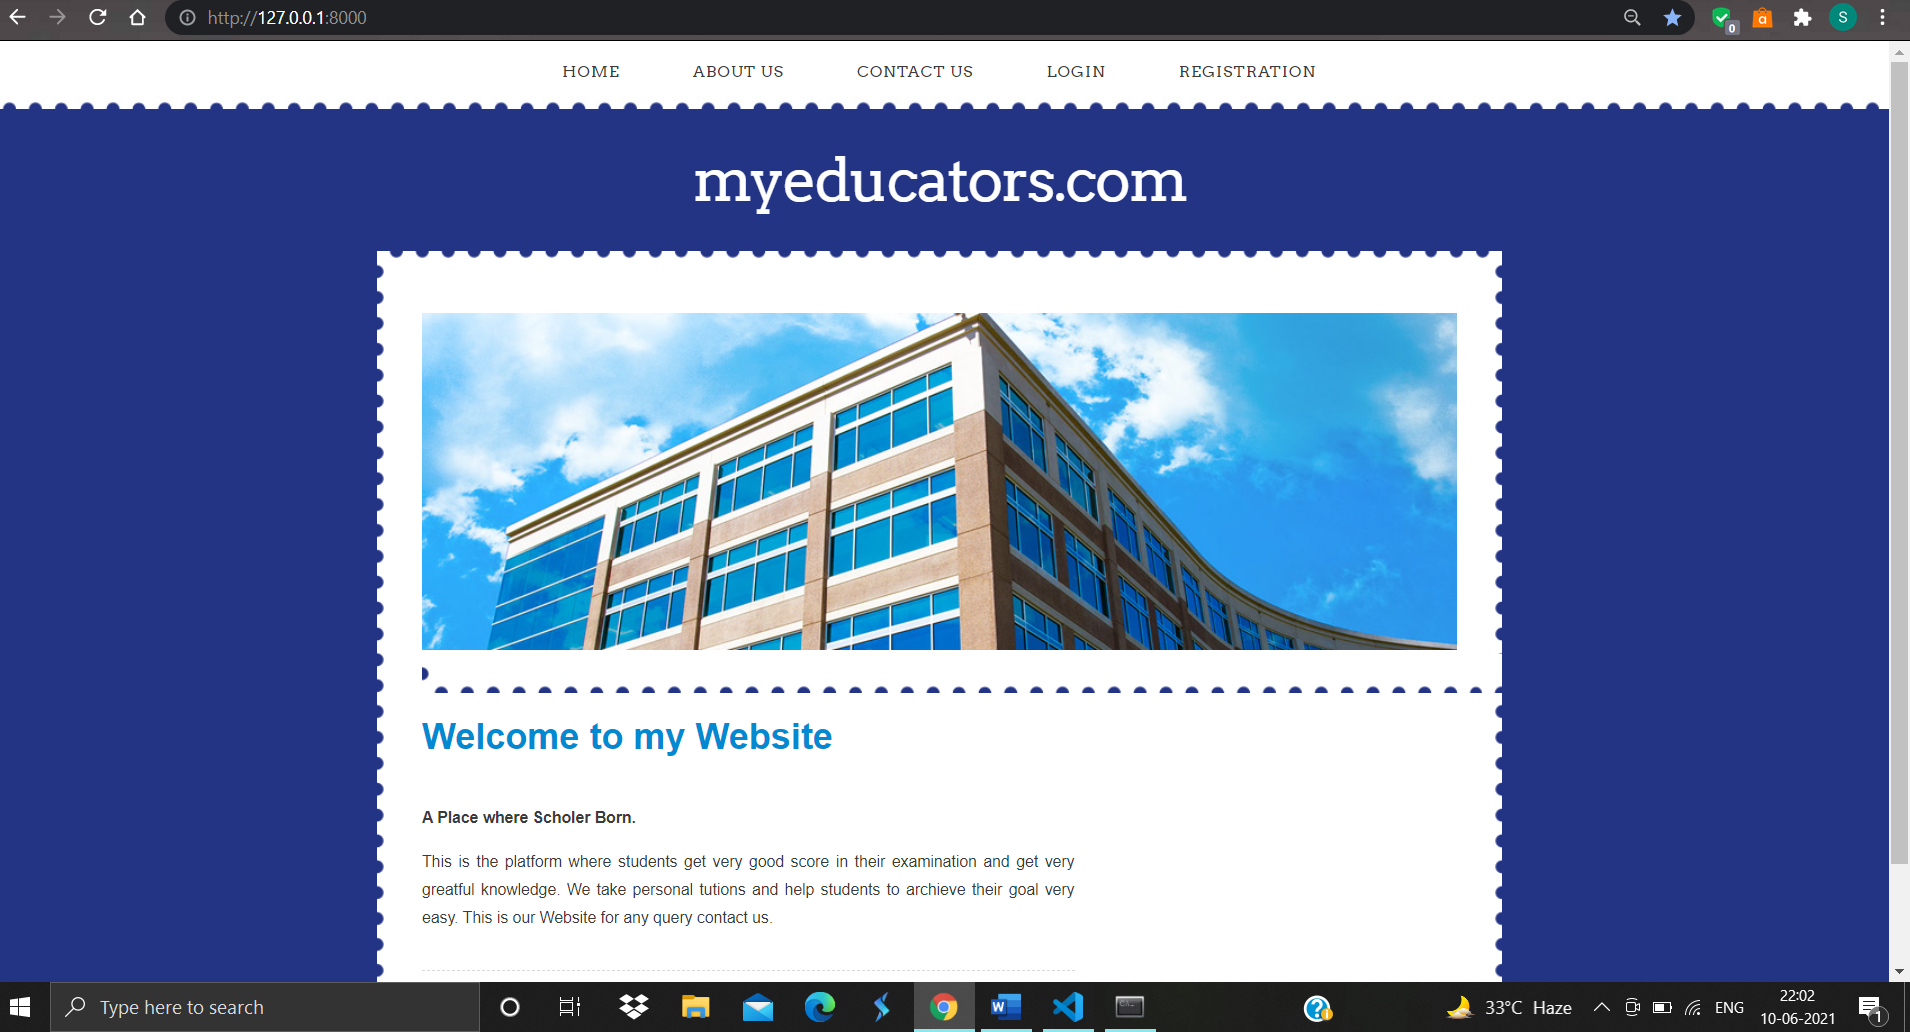 http://127.0.0.1:8000
0
a
S
HOME ABOUT US CONTACT US LOGIN REGISTRATION
myeducators.com
Welcome to my Website
A Place where Scholer Born.
This is the platform where students get very good score in their examination and get very
greatful knowledge. We take personal tutions and help students to archieve their goal very
easy. This is our Website for any query contact us.
Type here to search
W
33°C Haze
ENG
22:02
10-06-2021
1